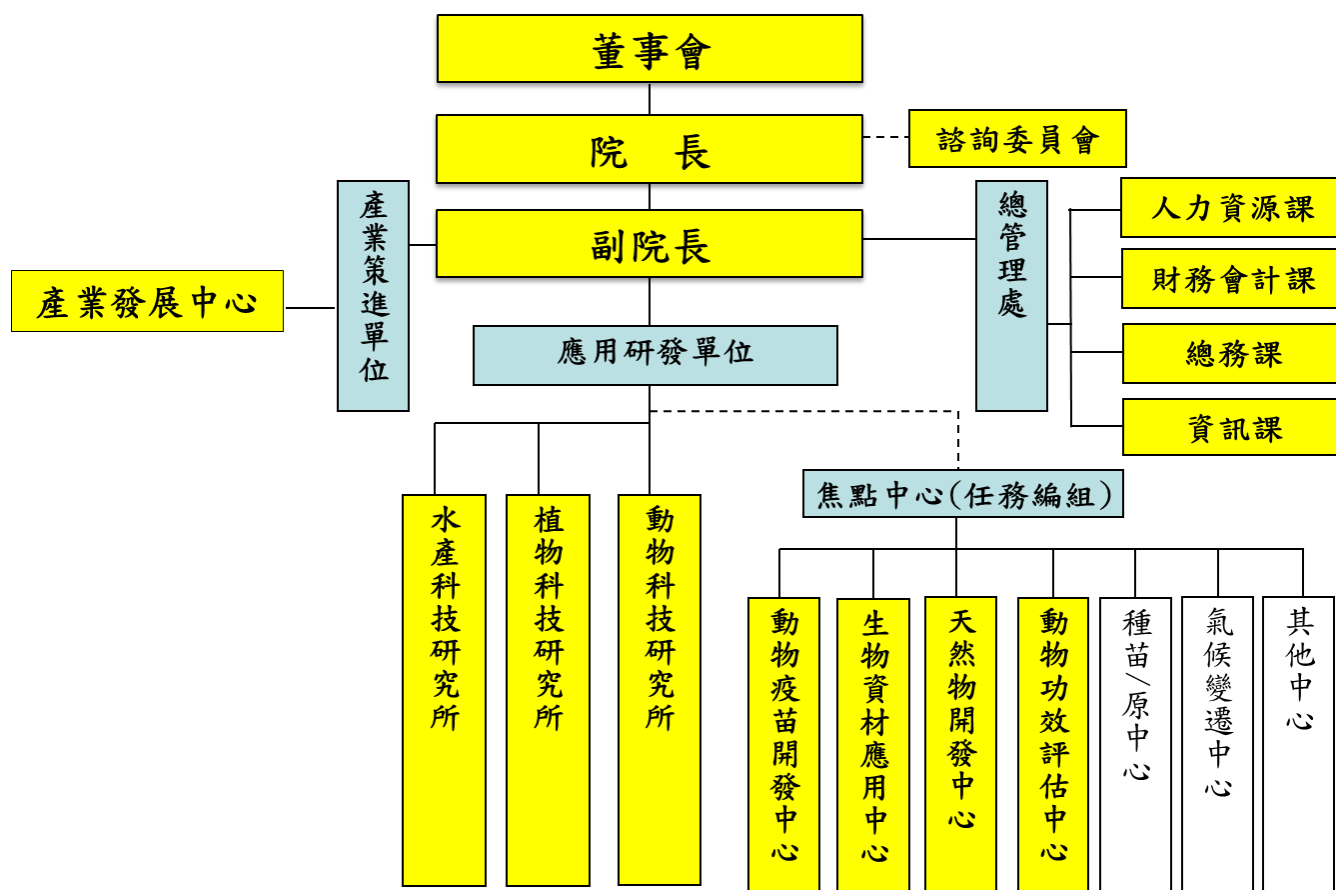 董事會
院　長
諮詢委員會
副院長
產業策進單位
總管理處
人力資源課
財務會計課
總務課
資訊課
產業發展中心
應用研發單位
焦點中心(任務編組)
水產科技研究所
植物科技研究所
動物科技研究所
動物疫苗開發中心
生物資材應用中心
天然物開發中心
動物功效評估中心
種苗/原中心
氣候變遷中心
其他中心